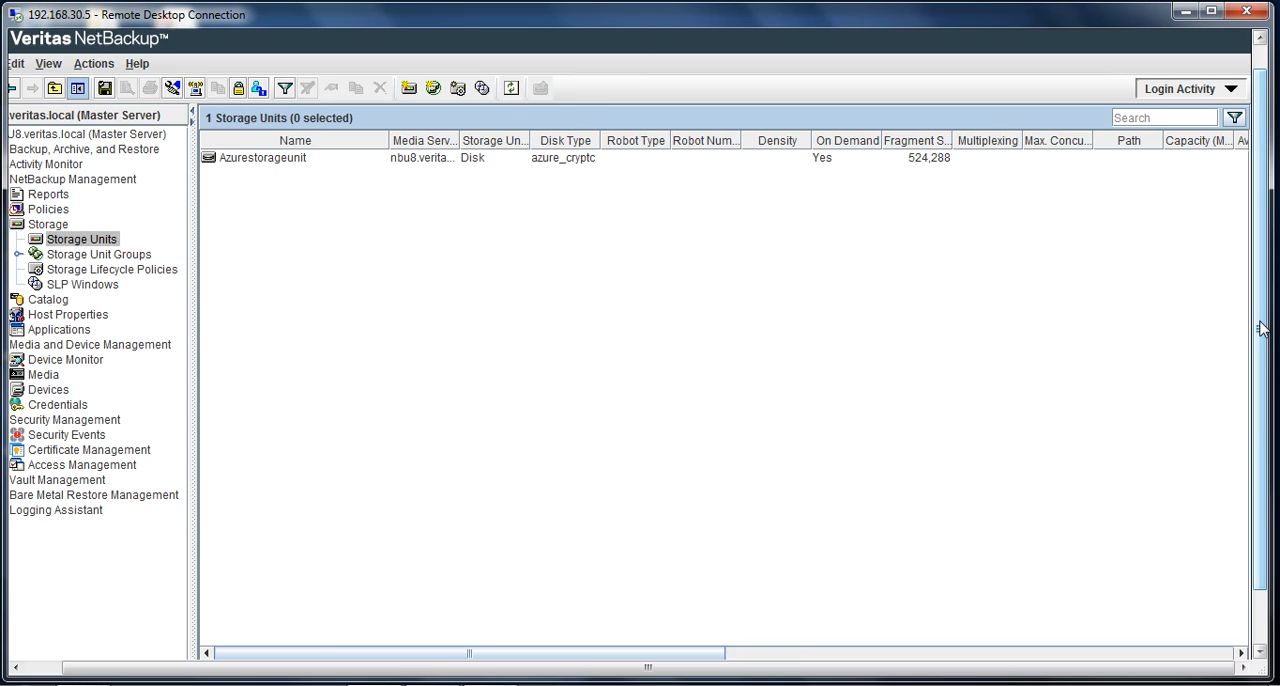 192.168.30.5 - Remote Desktop Connection
Veritas NetBackup™
dit View Actions Help
Login Activity
veritas.local (Master Server)
1 Storage Units (0 selected)
Search
Name Media Serv... Storage Un... Disk Type Robot Type Robot Num... Density On Demand Fragment S... Multiplexing Max. Concu... Path Capacity (M... Av
Azurestorageunit nbu8.verita... Disk azure_cryptc Yes 524,288
J8.veritas.local (Master Server)
Backup, Archive, and Restore
Activity Monitor
NetBackup Management
Reports
Policies
Storage
Storage Units
Storage Unit Groups
Storage Lifecycle Policies
SLP Windows
Catalog
Host Properties
Applications
Media and Device Management
Device Monitor
Media
Devices
Credentials
Security Management
Security Events
Certificate Management
Access Management
Vault Management
Bare Metal Restore Management
Logging Assistant